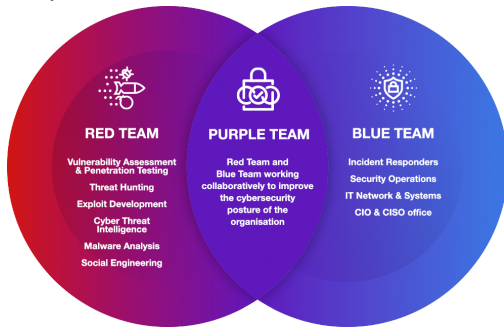 RED TEAM
Vulnerability Assessment
& Penetration Testing
Threat Hunting
Exploit Development
Cyber Threat
Intelligence
Malware Analysis
Social Engineering
PURPLE TEAM
Red Team and
Blue Team working
collaboratively to improve
the cybersecurity
posture of the
organisation
BLUE TEAM
Incident Responders
Security Operations
IT Network & Systems
CIO & CISO office